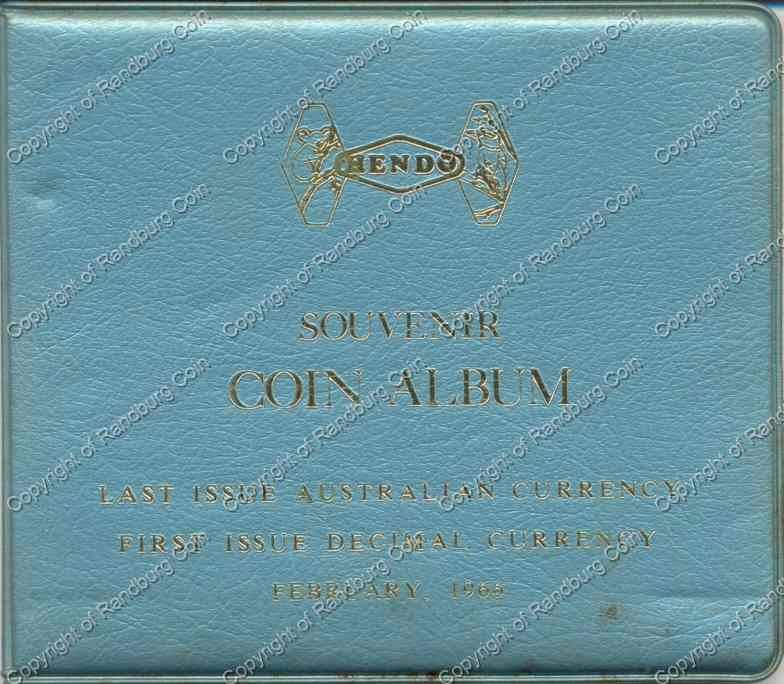 HENDO
SOUVENIR
COIN ALBUM
LAST ISSUE AUSTRALIAN CURRENCY
FIRST ISSUE DECIMAL CURRENCY
FEBRUARY, 1966
Copyright of Randburg Coin